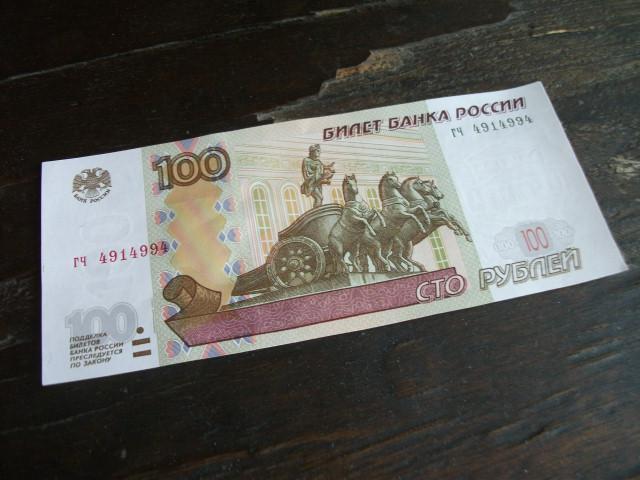 БИЛЕТ БАНКА РОССИИ
гч 4914994
100
БАНК РОССИИ
гч 4914994
100
100
СТО РУБЛЕЙ
100
ПОДДЕЛКА
БИЛЕТОВ
БАНКА РОССИИ
ПРЕСЛЕДУЕТСЯ
ПО ЗАКОНУ